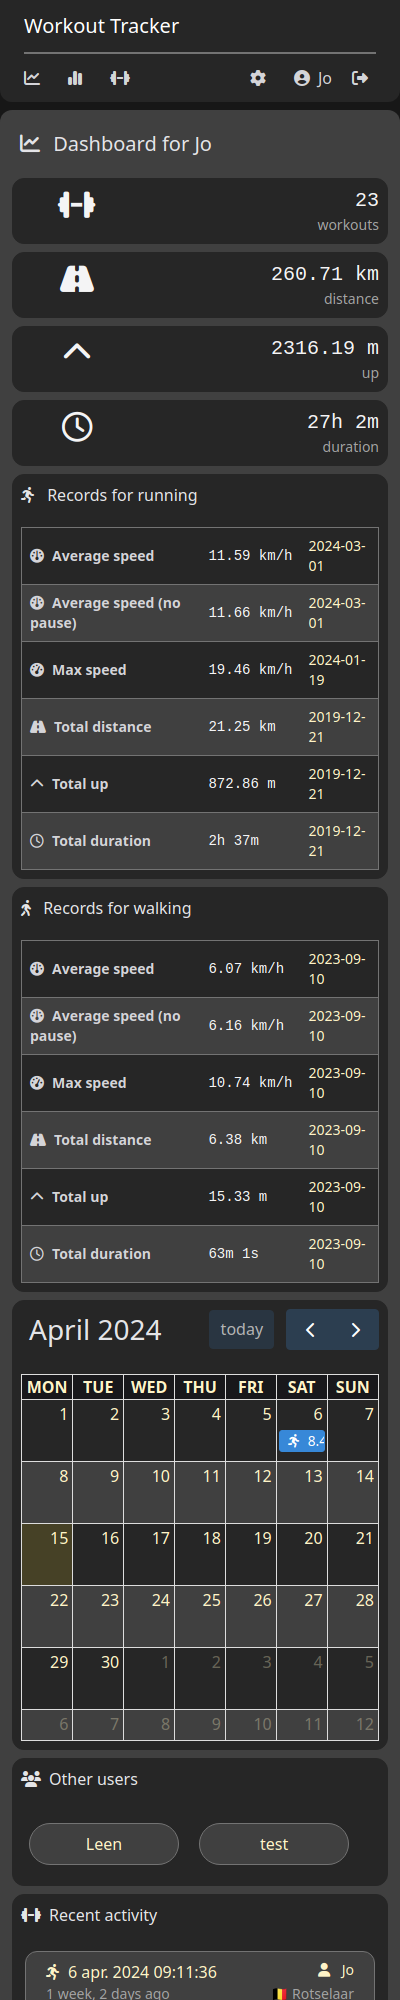 Workout Tracker
Jo
Dashboard for Jo
23
workouts
260.71 km
distance
2316.19 m
up
27h 2m
duration
Records for running
Average speed 11.59 km/h 2024-03-
01
Average speed (no
pause) 11.66 km/h 2024-03-
01
Max speed 19.46 km/h 2024-01-
19
Total distance 21.25 km 2019-12-
21
Total up 872.86 m 2019-12-
21
Total duration 2h 37m 2019-12-
21
Records for walking
Average speed 6.07 km/h 2023-09-
10
Average speed (no
pause) 6.16 km/h 2023-09-
10
Max speed 10.74 km/h 2023-09-
10
Total distance 6.38 km 2023-09-
10
Total up 15.33 m 2023-09-
10
Total duration 63m 1s 2023-09-
10
April 2024 today
MON TUE WED THU FRI SAT SUN
1 2 3 4 5 6 7
8.4
8 9 10 11 12 13 14
15 16 17 18 19 20 21
22 23 24 25 26 27 28
29 30 1 2 3 4 5
6 7 8 9 10 11 12
Other users
Leen test
Recent activity
6 apr. 2024 09:11:36 Jo
1 week, 2 days ago Rotselaar